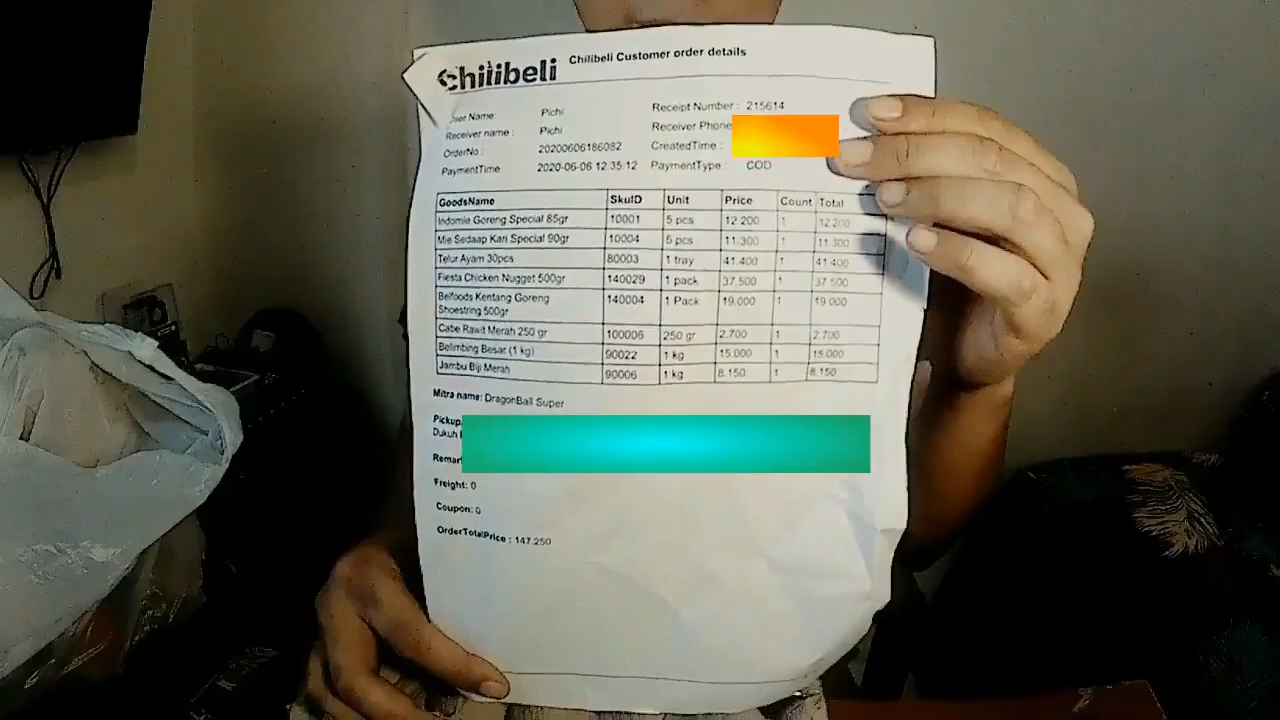 Chilibeli Chilibeli Customer order details
User Name: Pichi Receipt Number : 215614
Receiver name : Pichi Receiver Phone
OrderNo : 20200606186082 CreatedTime :
PaymentTime 2020-06-06 12:35:12 PaymentType : COD
GoodsName SkuID Unit Price Count Total
Indomie Goreng Special 85gr 10001 5 pcs 12.200 1 12.200
Mie Sedaap Kari Special 90gr 10004 5 pcs 11.300 1 11.300
Telur Ayam 30pcs 80003 1 tray 41.400 1 41.400
Fiesta Chicken Nugget 500gr 140029 1 pack 37.500 1 37.500
Belfoods Kentang Goreng
Shoestring 500gr 140004 1 Pack 19.000 1 19.000
Cabe Rawit Merah 250 gr 100006 250 gr 2.700 1 2.700
Belimbing Besar (1 kg) 90022 1 kg 15.000 1 15.000
Jambu Biji Merah 90006 1 kg 8.150 1 8.150
Mitra name: DragonBall Super
Pickup
Dukuh
Remar
Freight: 0
Coupon: 0
OrderTotalPrice : 147.250